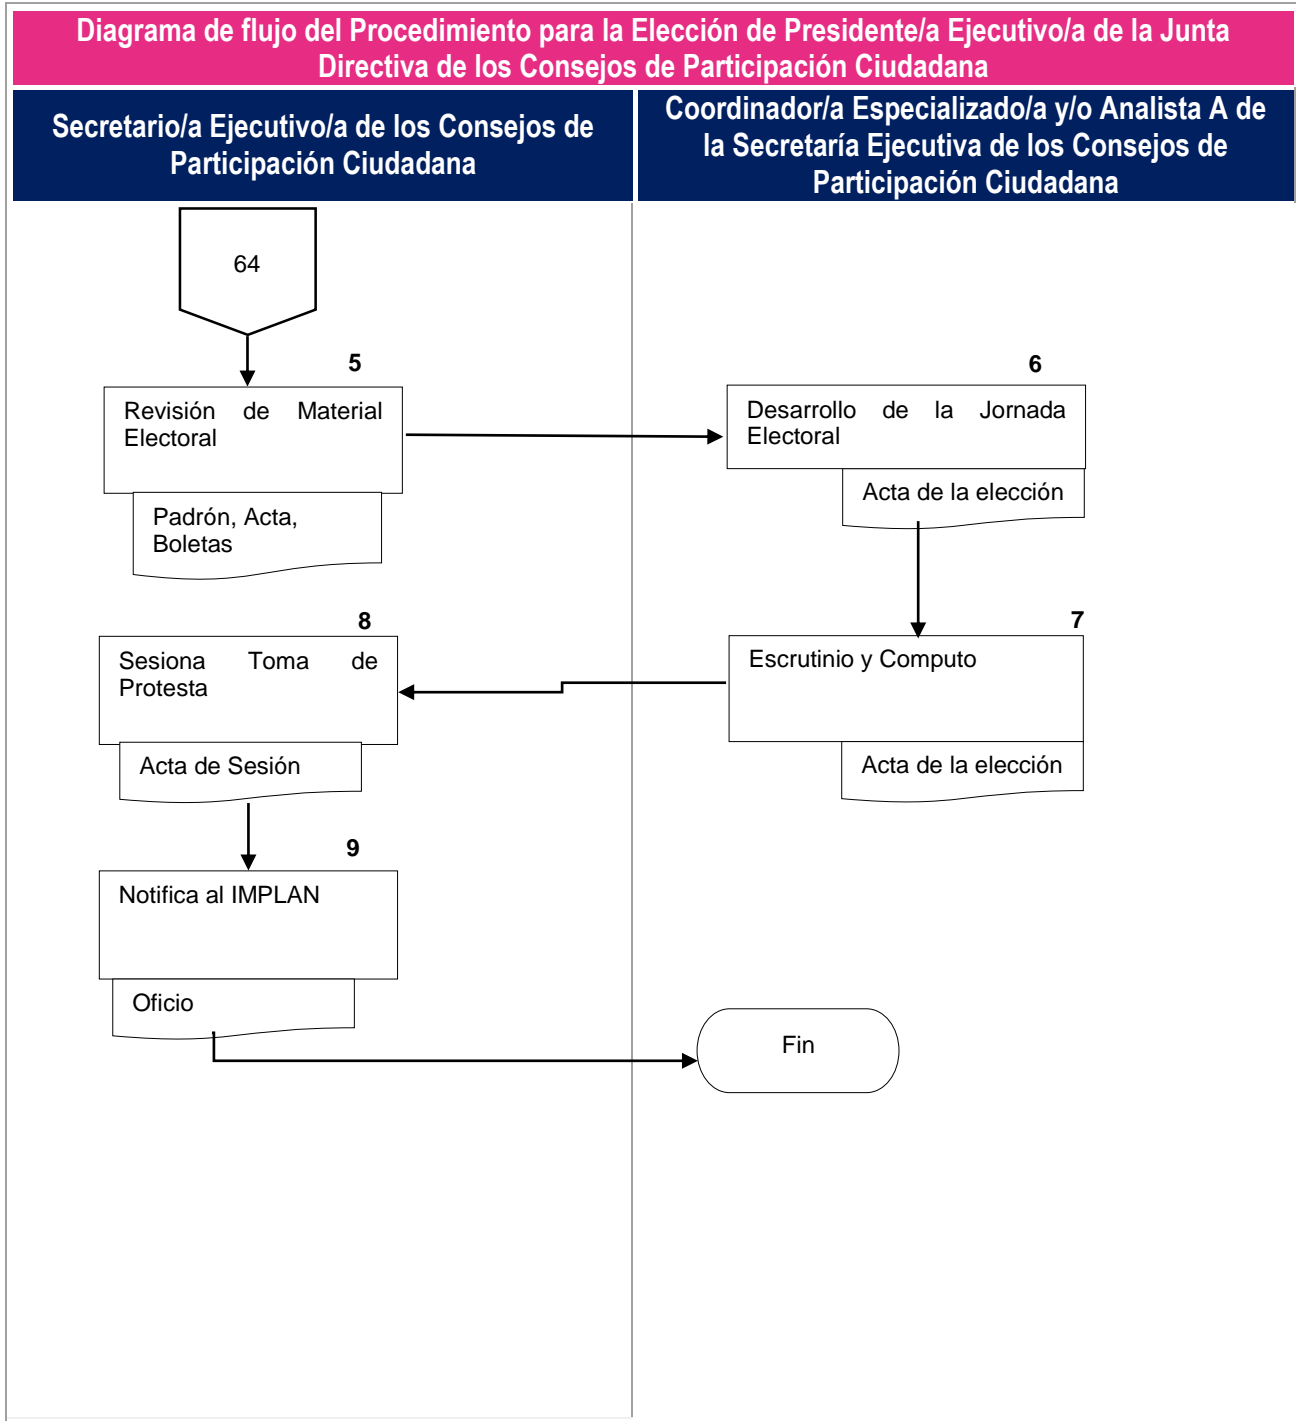 Diagrama de flujo del Procedimiento para la Elección de Presidente/a Ejecutivo/a de la Junta
Directiva de los Consejos de Participación Ciudadana
Secretario/a Ejecutivo/a de los Consejos de
Participación Ciudadana
Coordinador/a Especializado/a y/o Analista A de
la Secretaría Ejecutiva de los Consejos de
Participación Ciudadana
64
5
Revisión de Material
Electoral
Padrón, Acta,
Boletas
6
Desarrollo de la Jornada
Electoral
Acta de la elección
7
Escrutinio y Computo
Acta de la elección
8
Sesiona Toma de
Protesta
Acta de Sesión
9
Notifica al IMPLAN
Oficio
Fin